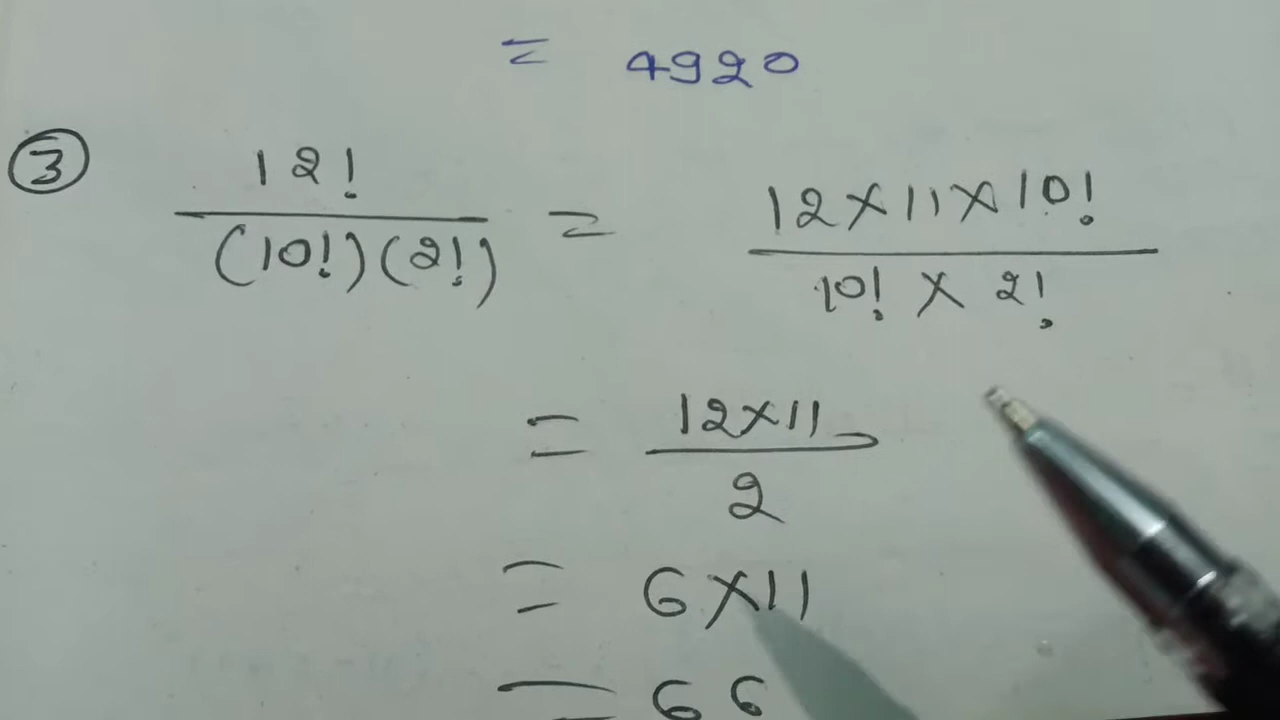 = 4920
3 12! / (10!)(2!) = 12×11×10! / 10! × 2!
= 12×11 / 2
= 6×11
= 66